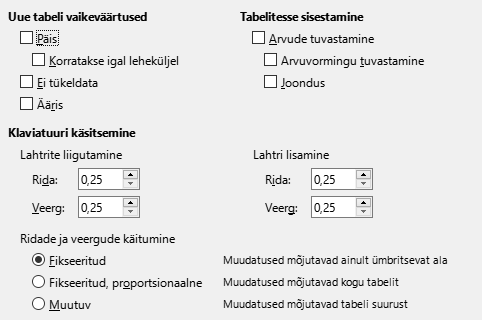 Uue tabeli vaikeväärtused
Päis
Korratakse igal leheküljel
Ei tükeldata
Ääris
Tabelitesse sisestamine
Arvude tuvastamine
Arvuvormingu tuvastamine
Joondus
Klaviatuuri käsitsemine
Lahtrite liigutamine
Rida: 0,25
Veerg: 0,25
Lahtri lisamine
Rida: 0,25
Veerg: 0,25
Ridade ja veergude käitumine
Fikseeritud Muudatused mõjutavad ainult ümbritsevat ala
Fikseeritud, proportsionaalne Muudatused mõjutavad kogu tabelit
Muutuv Muudatused mõjutavad tabeli suurust